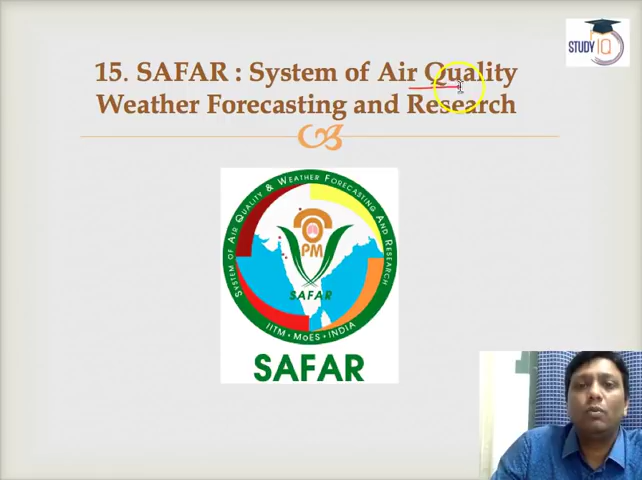 STUDY IQ
15. SAFAR : System of Air Quality
Weather Forecasting and Research
System of Air Quality & Weather Forecasting And Research
PM
SAFAR
IITM • MoES • INDIA
SAFAR